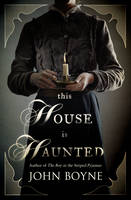 this
HOUSE
is
HAUNTED
Author of The Boy in the Striped Pyjamas
JOHN BOYNE